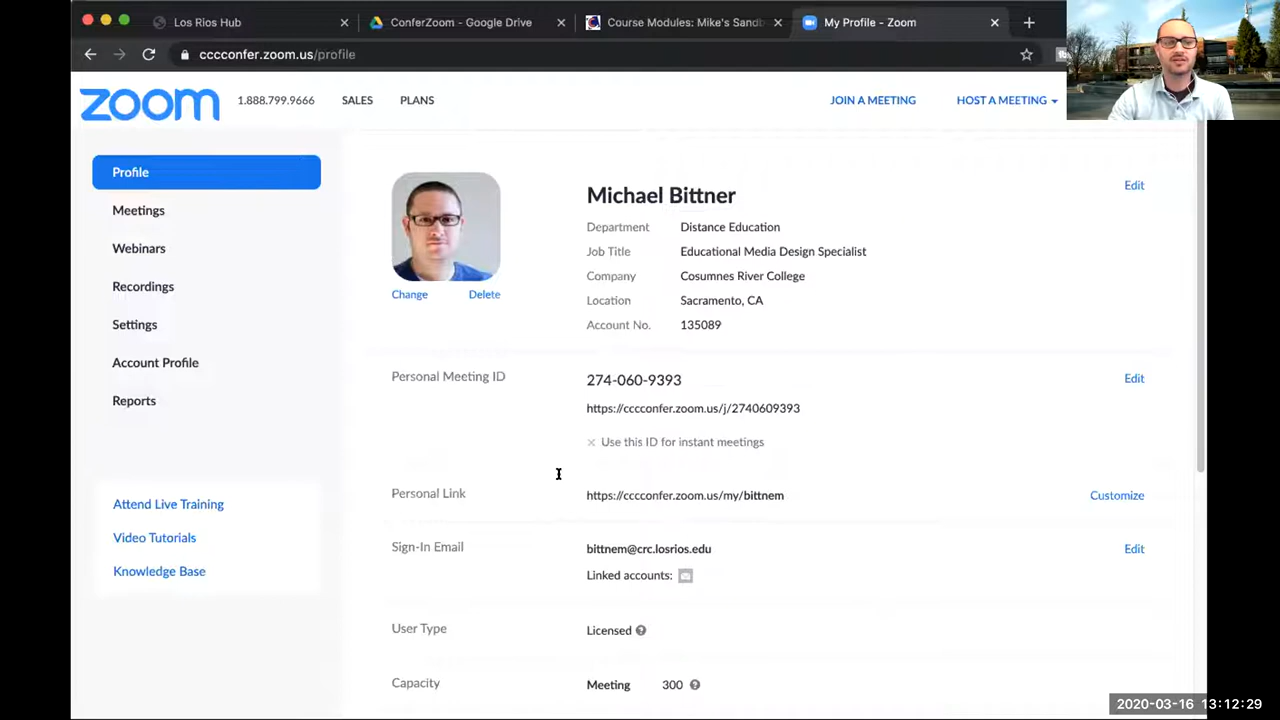 Los Rios Hub
ConferZoom - Google Drive
Course Modules: Mike's Sandb
My Profile - Zoom
cccconfer.zoom.us/profile
zoom
1.888.799.9666
SALES
PLANS
JOIN A MEETING
HOST A MEETING
Profile
Meetings
Webinars
Recordings
Settings
Account Profile
Reports
Attend Live Training
Video Tutorials
Knowledge Base
Change Delete
Michael Bittner
Edit
Department Distance Education
Job Title Educational Media Design Specialist
Company Cosumnes River College
Location Sacramento, CA
Account No. 135089
Personal Meeting ID 274-060-9393 Edit
https://cccconfer.zoom.us/j/2740609393
× Use this ID for instant meetings
Personal Link https://cccconfer.zoom.us/my/bittnem Customize
Sign-In Email bittnem@crc.losrios.edu Edit
Linked accounts:
User Type Licensed
Capacity Meeting 300
2020-03-16 13:12:29